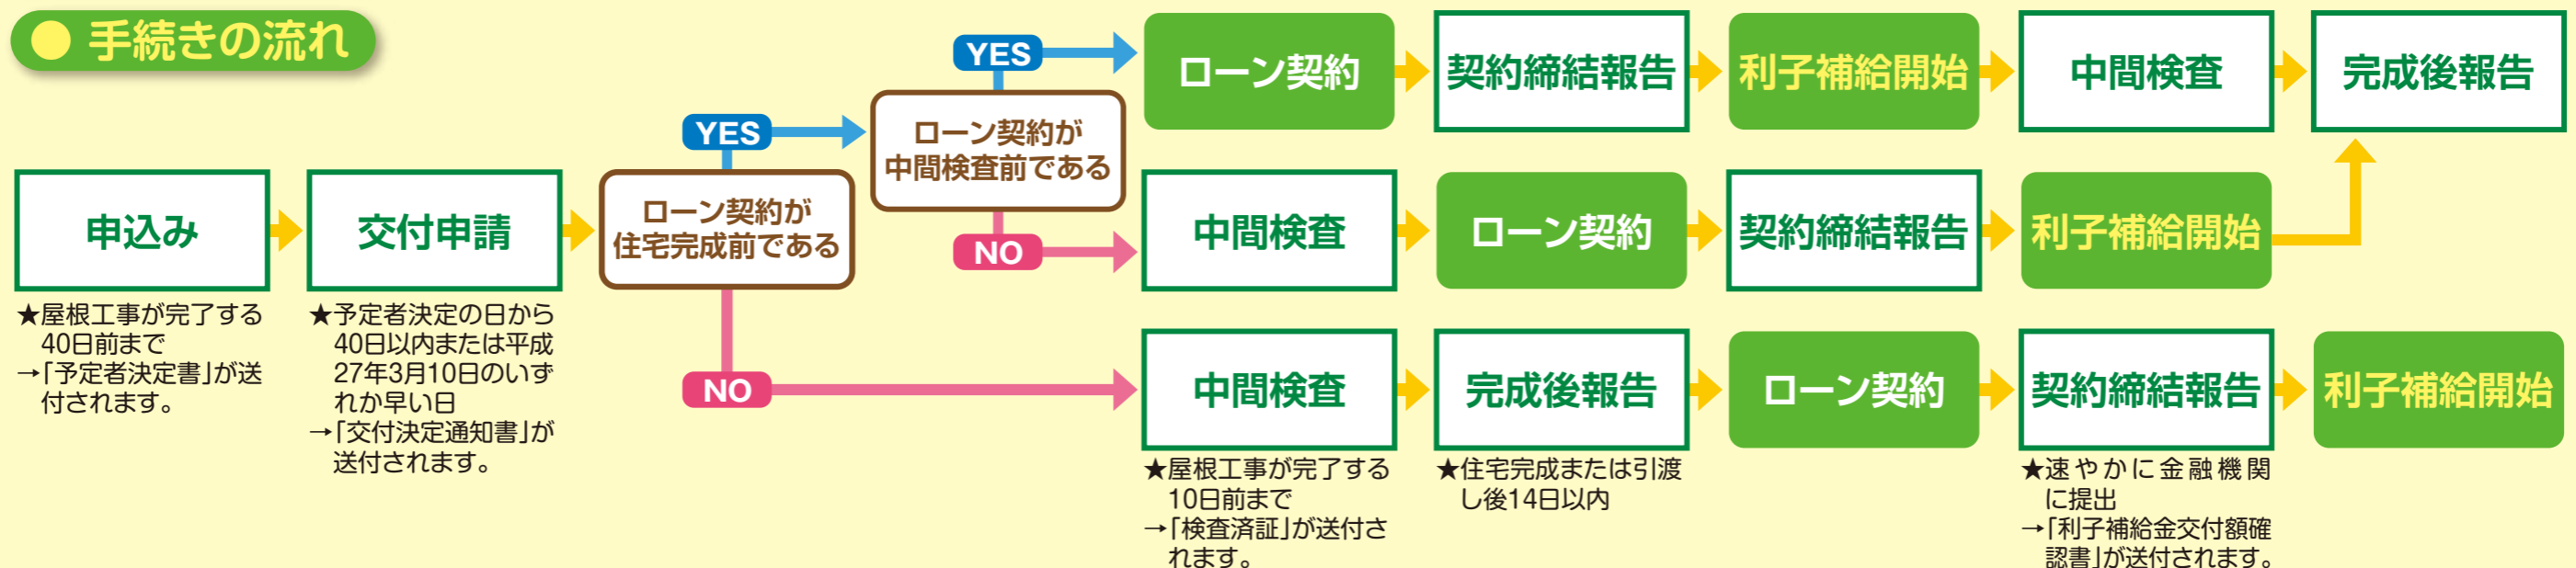 ● 手続きの流れ
申込み
★屋根工事が完了する
40日前まで
→「予定者決定書」が送
付されます。
交付申請
★予定者決定の日から
40日以内または平成
27年3月10日のいず
れか早い日
→「交付決定通知書」が
送付されます。
ローン契約が
住宅完成前である
YES
ローン契約が
中間検査前である
YES
ローン契約
契約締結報告
利子補給開始
中間検査
完成後報告
NO
中間検査
ローン契約
契約締結報告
利子補給開始
NO
中間検査
★屋根工事が完了する
10日前まで
→「検査済証」が送付さ
れます。
完成後報告
★住宅完成または引渡
し後14日以内
ローン契約
契約締結報告
★速やかに金融機関
に提出
→「利子補給金交付額確
認書」が送付されます。
利子補給開始